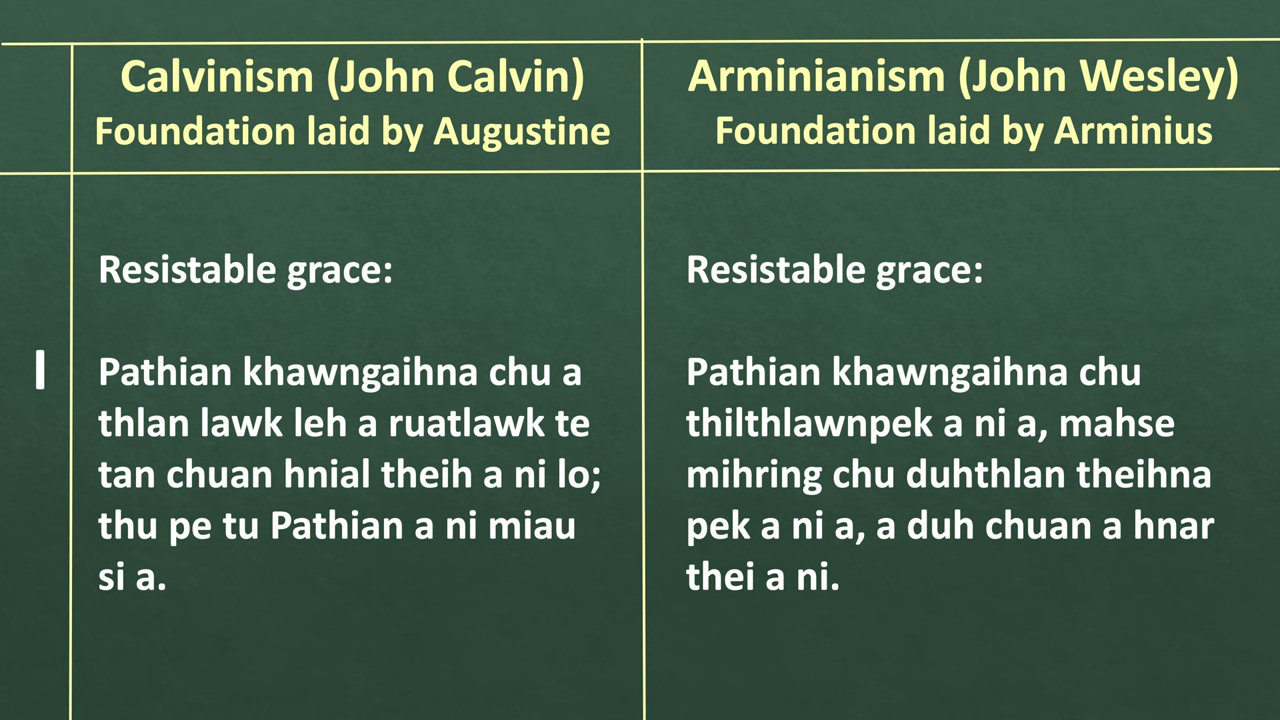 Calvinism (John Calvin)
Foundation laid by Augustine
Arminianism (John Wesley)
Foundation laid by Arminius
I
Resistable grace:
Pathian khawngaihna chu a
thlan lawk leh a ruatlawk te
tan chuan hnial theih a ni lo;
thu pe tu Pathian a ni miau
si a.
Resistable grace:
Pathian khawngaihna chu
thilthlawnpek a ni a, mahse
mihring chu duhthlan theihna
pek a ni a, a duh chuan a hnar
thei a ni.